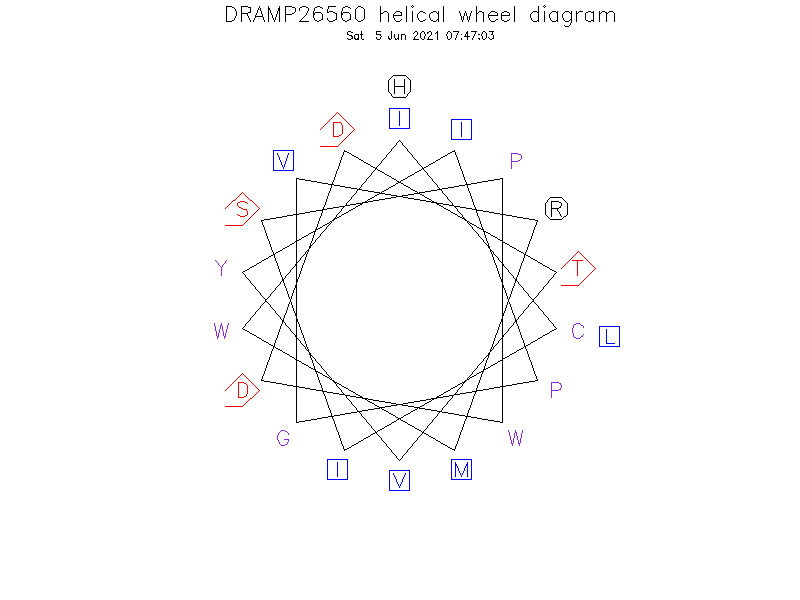 DRAMP26560 helical wheel diagram
Sat 5 Jun 2021 07:47:03
H
I
D
I
V
P
S
R
Y
T
W
C
L
D
P
G
W
I
V
M